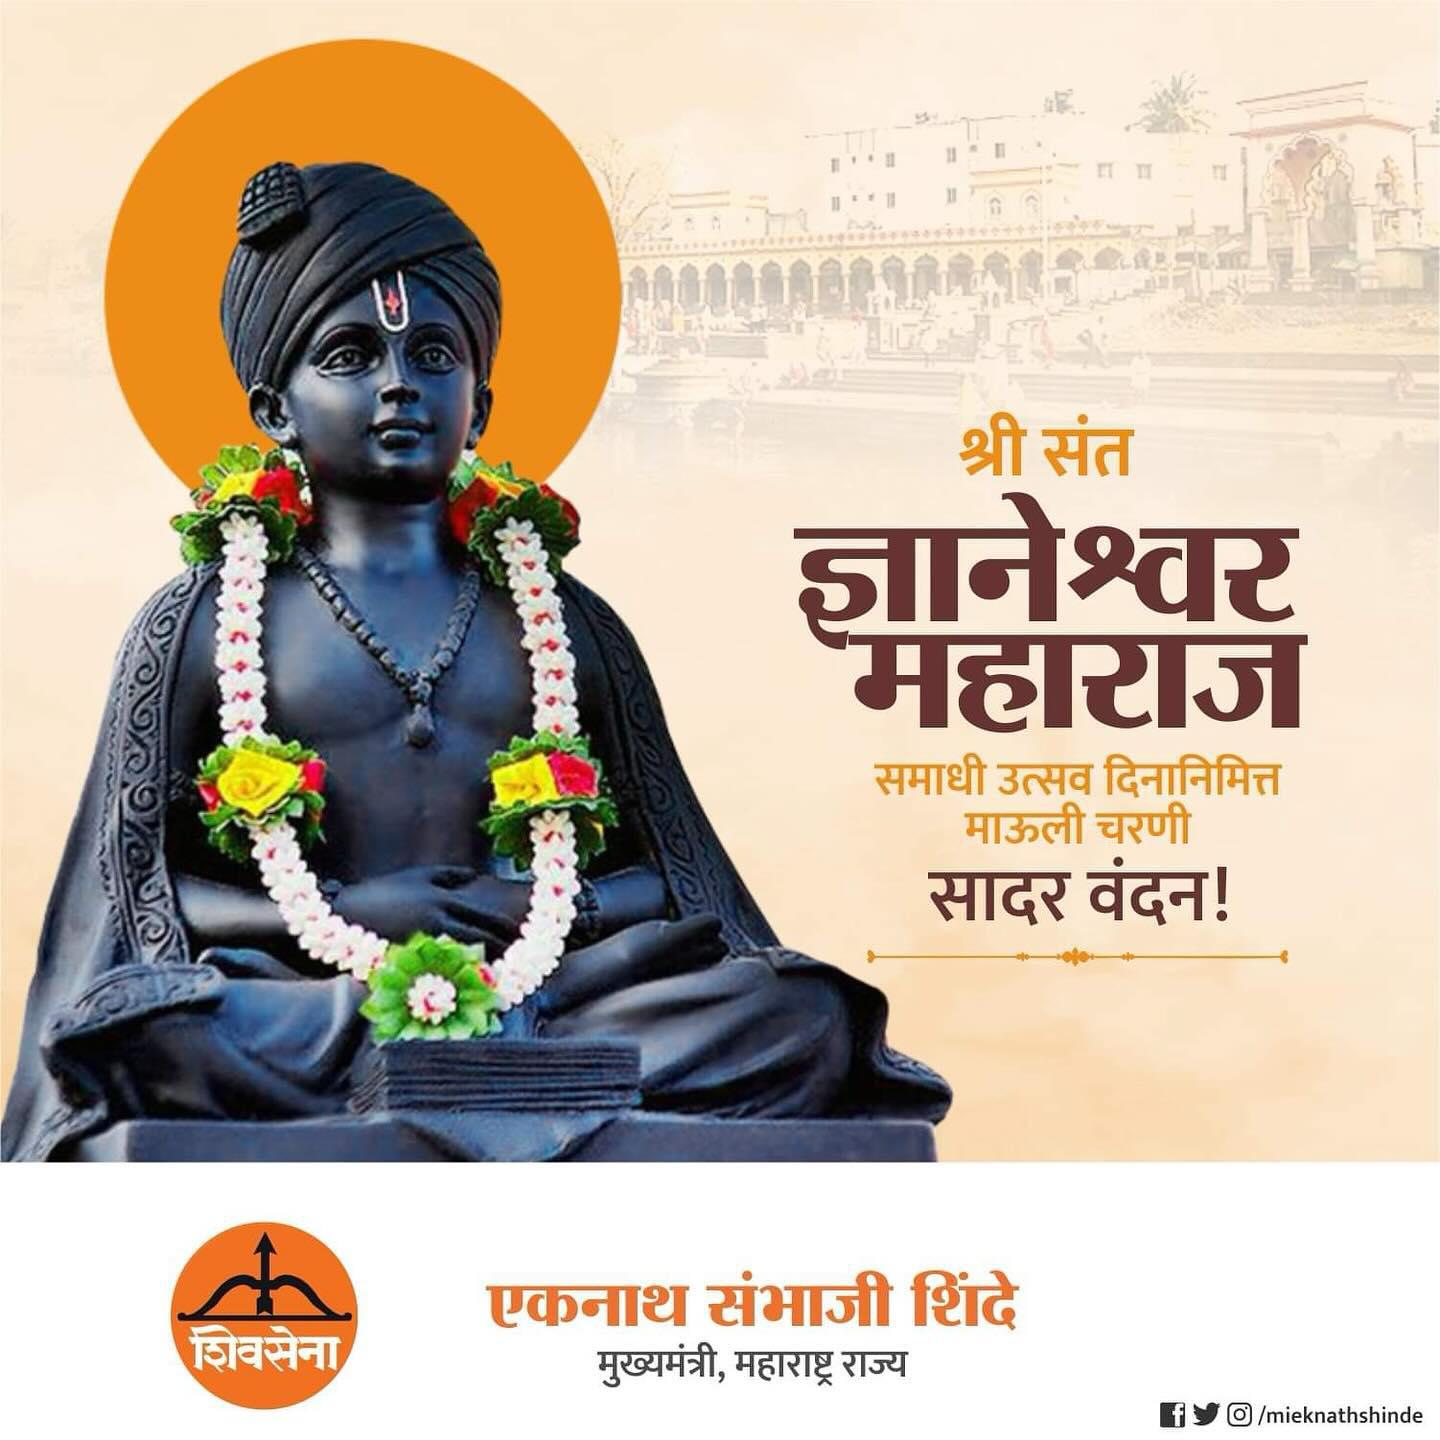 श्री संत
ज्ञानेश्वर
महाराज
समाधी उत्सव दिनानिमित्त
माऊली चरणी
सादर वंदन!
शिवसेना
एकनाथ संभाजी शिंदे
मुख्यमंत्री, महाराष्ट्र राज्य
/mieknathshinde